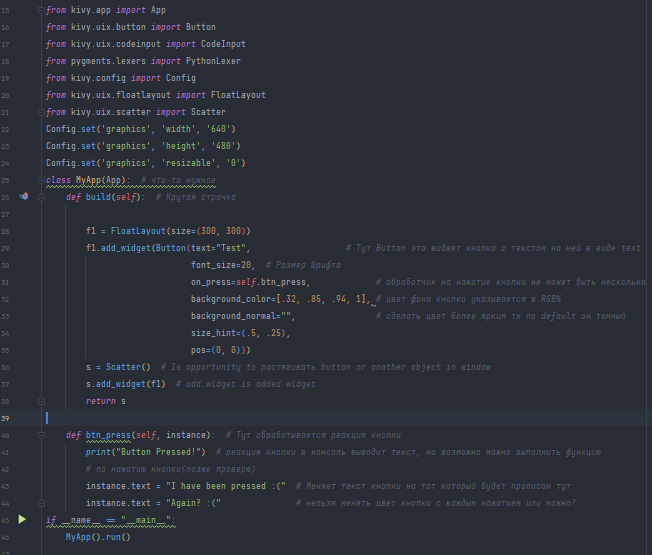 15 from kivy.app import App
16 from kivy.uix.button import Button
17 from kivy.uix.codeinput import CodeInput
18 from pygments.lexers import PythonLexer
19 from kivy.config import Config
20 from kivy.uix.floatlayout import FloatLayout
21 from kivy.uix.scatter import Scatter
22 Config.set('graphics', 'width', '640')
23 Config.set('graphics', 'height', '480')
24 Config.set('graphics', 'resizable', '0')
25 class MyApp(App):  # что-то нужное
26     def build(self):  # Крутая строчка
27
28         f1 = FloatLayout(size=(300, 300))
29         f1.add_widget(Button(text="Test",                   # Тут Button это виджет кнопка с текстом на ней в виде text
30                              font_size=20,  # Размер Шрифта
31                              on_press=self.btn_press,             # обработчик на нажатие кнопки не может быть несколько
32                              background_color=[.32, .85, .94, 1], # цвет фона кнопки указывается в RGB%
33                              background_normal="",                # сделать цвет более ярким тк по default он темный
34                              size_hint=(.5, .25),
35                              pos=(0, 0)))
36         s = Scatter()  # Is opportunity to растягивать button or another object in window
37         s.add_widget(f1)  # add.widget is added widget
38         return s
39
40     def btn_press(self, instance):  # Тут обрабатывается реакция кнопки
41         print("Button Pressed!")  # реакция кнопки в консоль выводит текст, но возможно можно выполнить функцию
42         # по нажатию кнопки(позже проверю)
43         instance.text = "I have been pressed :("  # Меняет текст кнопки на тот который будет прописан тут
44         instance.text = "Again? :("               # нельзя менять цвет кнопки с каждым нажатием или можно?
45 if __name__ == "__main__":
46     MyApp().run()
47